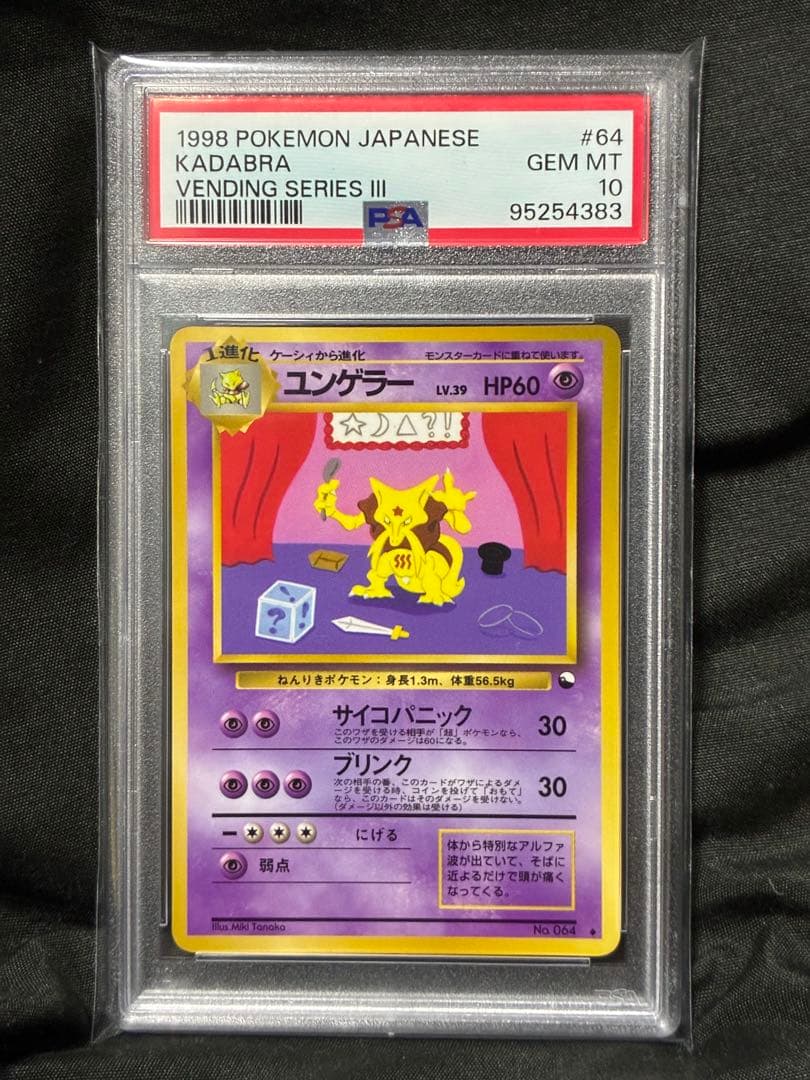 1998 POKEMON JAPANESE #64
KADABRA GEM MT
VENDING SERIES III 10
PSA 95254383
1進化 ケーシィから進化 モンスターカードに重ねて使います。
ユンゲラー LV.39 HP60
?!
ねんりきポケモン:身長1.3m、体重56.5kg
サイコパニック 30
このワザを受ける相手が「超」ポケモンなら、
このワザのダメージは60になる。
ブリンク 30
次の相手の番、このカードがワザによるダメ
ージを受ける時、コインを投げて「おもて」
なら、このカードはそのダメージを受けない。
(ダメージ以外の効果は受ける)
ー にげる
弱点
体から特別なアルファ
波が出ていて、そばに
近よるだけで頭が痛く
なってくる。
Illus.Miki Tanaka No.064